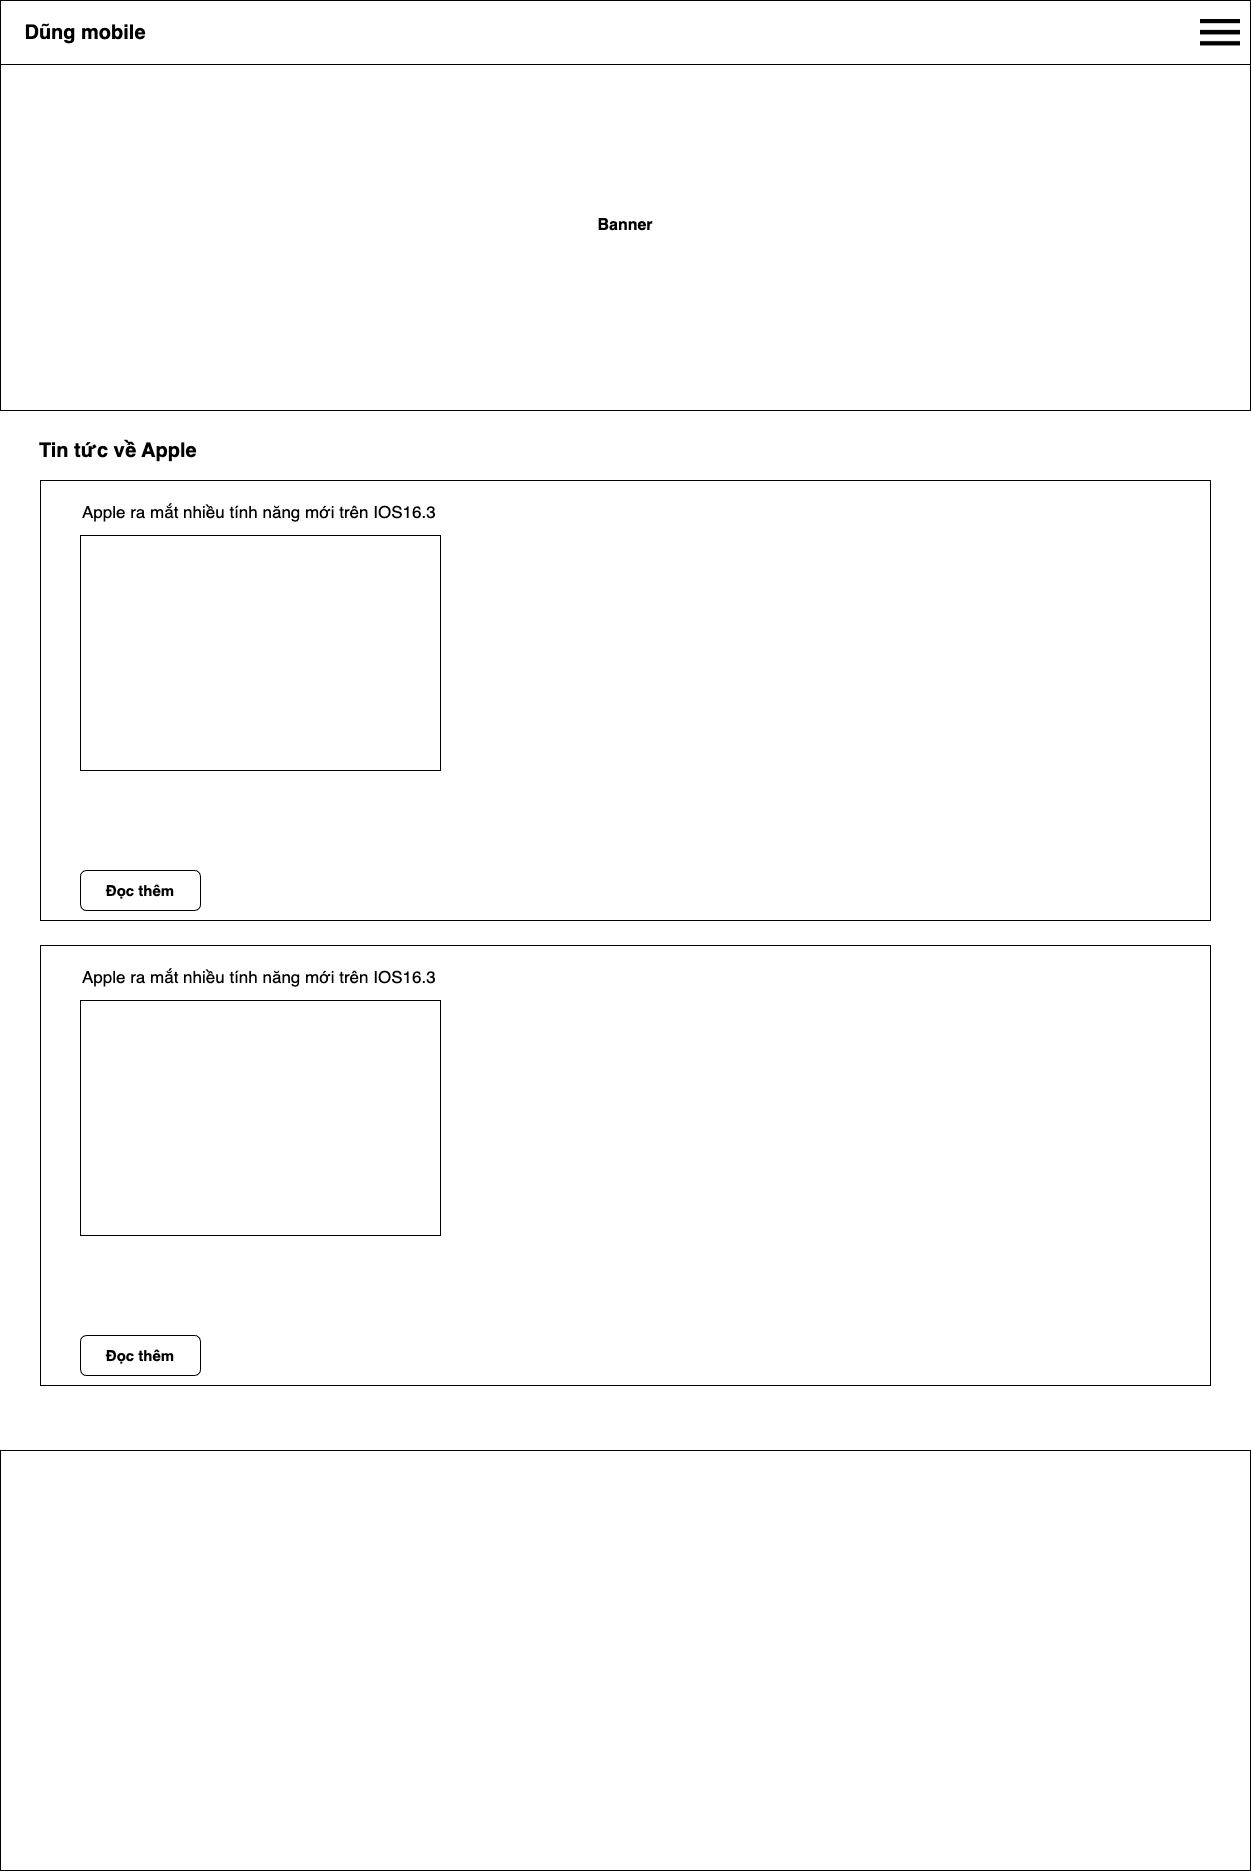 Dũng mobile
Banner
Tin tức về Apple
Apple ra mắt nhiều tính năng mới trên IOS16.3
Đọc thêm
Apple ra mắt nhiều tính năng mới trên IOS16.3
Đọc thêm